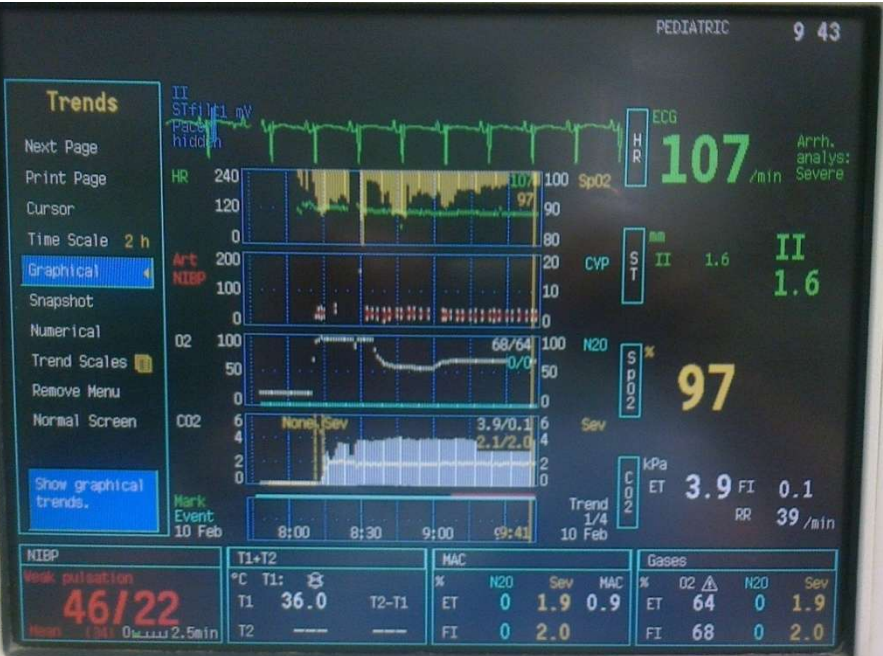 PEDIATRIC 9 43
Trends
Next Page
Print Page
Cursor
Time Scale 2 h
Graphical
Snapshot
Numerical
Trend Scales
Remove Menu
Normal Screen
Show graphical
trends.
II
STfilt1 mV
Pace
hidden
ECG
HR
107 /min
Arrh.
analys:
Severe
HR
240
120
0
107
97
100
90
80
SpO2
Art
NIBP
200
100
0
20
10
0
CVP
ST
mm
II 1.6
II
1.6
O2
100
50
0
68/64
0/0
100
50
0
N2O
SpO2
%
97
CO2
6
4
2
0
None Sev
3.9/0.1
2.1/2.0
6
4
2
0
Sev
CO2
kPa
ET 3.9 FI 0.1
RR 39 /min
Mark
Event
10 Feb
8:00 8:30 9:00 9:41
Trend
1/4
10 Feb
NIBP
Weak pulsation
46/22
Mean (34) 2.5min
T1+T2
°C T1:
T1 36.0 T2-T1
T2 --- ---
MAC
% N2O Sev MAC
ET 0 1.9 0.9
FI 0 2.0
Gases
% O2 N2O Sev
ET 64 0 1.9
FI 68 0 2.0